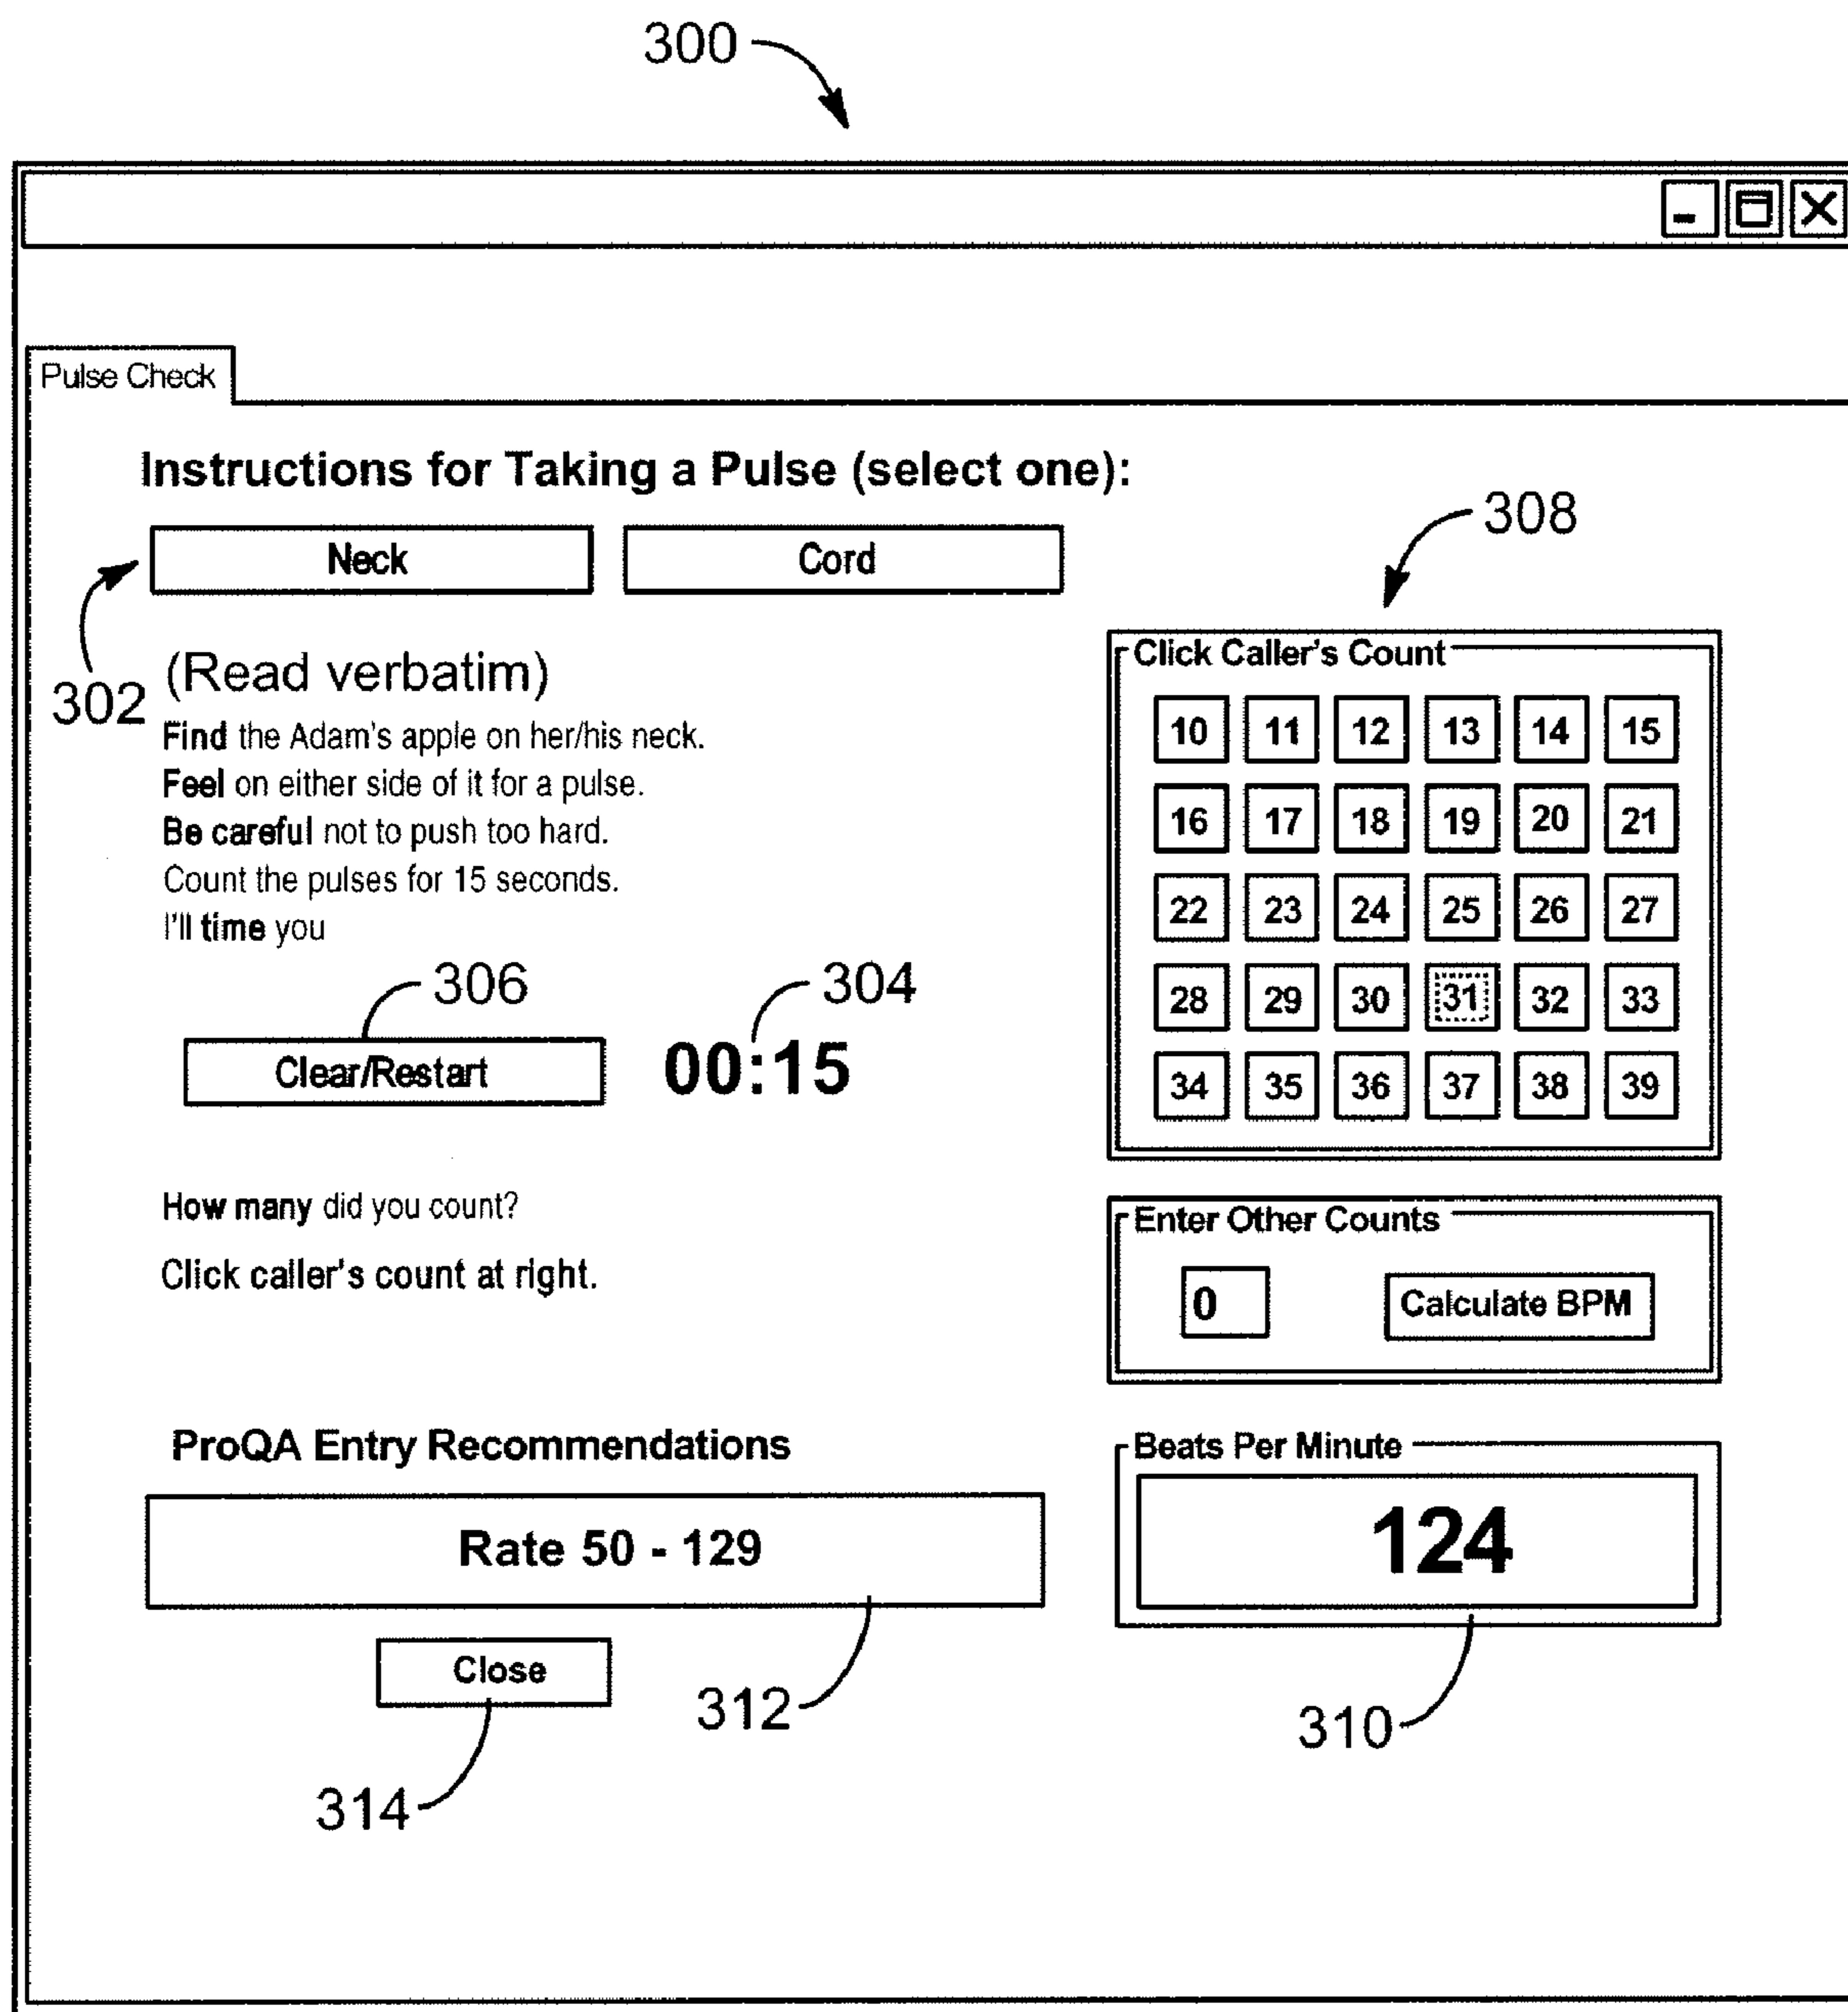 300
Pulse Check
Instructions for Taking a Pulse (select one):
Neck Cord
302
308
(Read verbatim)
Find the Adam's apple on her/his neck.
Feel on either side of it for a pulse.
Be careful not to push too hard.
Count the pulses for 15 seconds.
I'll time you
306
304
Clear/Restart 00:15
How many did you count?
Click caller's count at right.
Click Caller's Count
10 11 12 13 14 15
16 17 18 19 20 21
22 23 24 25 26 27
28 29 30 31 32 33
34 35 36 37 38 39
Enter Other Counts
0 Calculate BPM
ProQA Entry Recommendations
Rate 50 - 129
Beats Per Minute
124
Close
312
310
314